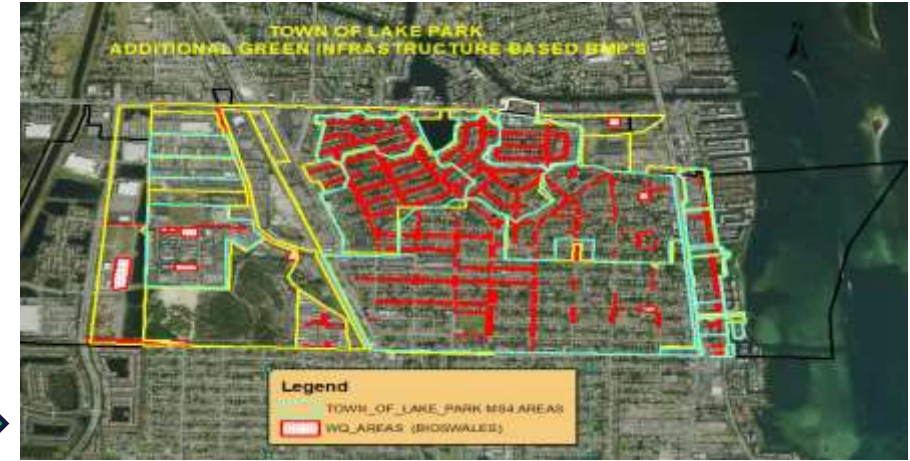 TOWN OF LAKE PARK
ADDITIONAL GREEN INFRASTRUCTURE-BASED BMP'S
Legend
TOWN_OF_LAKE_PARK MS4 AREAS
WQ_AREAS (BIOSWALES)